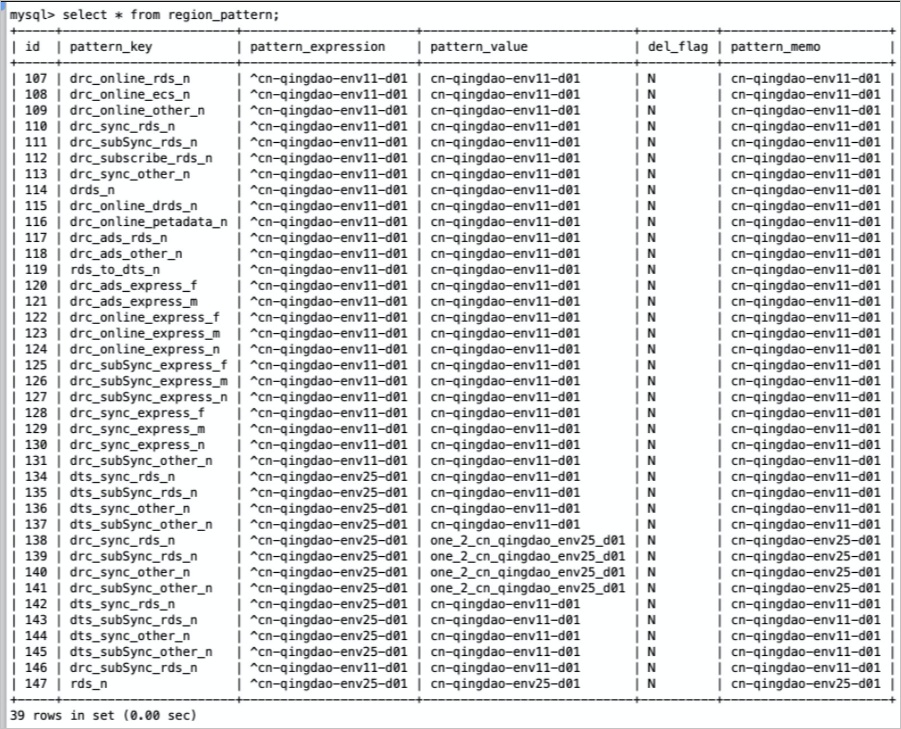 mysql> select * from region_pattern;
+-----+----------------------+-----------------------+---------------------------+----------+----------------------+
| id | pattern_key | pattern_expression | pattern_value | del_flag | pattern_memo |
+-----+----------------------+-----------------------+---------------------------+----------+----------------------+
| 107 | drc_online_rds_n | ^cn-qingdao-env11-d01 | cn-qingdao-env11-d01 | N | cn-qingdao-env11-d01 |
| 108 | drc_online_ecs_n | ^cn-qingdao-env11-d01 | cn-qingdao-env11-d01 | N | cn-qingdao-env11-d01 |
| 109 | drc_online_other_n | ^cn-qingdao-env11-d01 | cn-qingdao-env11-d01 | N | cn-qingdao-env11-d01 |
| 110 | drc_sync_rds_n | ^cn-qingdao-env11-d01 | cn-qingdao-env11-d01 | N | cn-qingdao-env11-d01 |
| 111 | drc_subSync_rds_n | ^cn-qingdao-env11-d01 | cn-qingdao-env11-d01 | N | cn-qingdao-env11-d01 |
| 112 | drc_subscribe_rds_n | ^cn-qingdao-env11-d01 | cn-qingdao-env11-d01 | N | cn-qingdao-env11-d01 |
| 113 | drc_sync_other_n | ^cn-qingdao-env11-d01 | cn-qingdao-env11-d01 | N | cn-qingdao-env11-d01 |
| 114 | drds_n | ^cn-qingdao-env11-d01 | cn-qingdao-env11-d01 | N | cn-qingdao-env11-d01 |
| 115 | drc_online_drds_n | ^cn-qingdao-env11-d01 | cn-qingdao-env11-d01 | N | cn-qingdao-env11-d01 |
| 116 | drc_online_petadata_n | ^cn-qingdao-env11-d01 | cn-qingdao-env11-d01 | N | cn-qingdao-env11-d01 |
| 117 | drc_ads_rds_n | ^cn-qingdao-env11-d01 | cn-qingdao-env11-d01 | N | cn-qingdao-env11-d01 |
| 118 | drc_ads_other_n | ^cn-qingdao-env11-d01 | cn-qingdao-env11-d01 | N | cn-qingdao-env11-d01 |
| 119 | rds_to_dts_n | ^cn-qingdao-env11-d01 | cn-qingdao-env11-d01 | N | cn-qingdao-env11-d01 |
| 120 | drc_ads_express_f | ^cn-qingdao-env11-d01 | cn-qingdao-env11-d01 | N | cn-qingdao-env11-d01 |
| 121 | drc_ads_express_m | ^cn-qingdao-env11-d01 | cn-qingdao-env11-d01 | N | cn-qingdao-env11-d01 |
| 122 | drc_online_express_f | ^cn-qingdao-env11-d01 | cn-qingdao-env11-d01 | N | cn-qingdao-env11-d01 |
| 123 | drc_online_express_m | ^cn-qingdao-env11-d01 | cn-qingdao-env11-d01 | N | cn-qingdao-env11-d01 |
| 124 | drc_online_express_n | ^cn-qingdao-env11-d01 | cn-qingdao-env11-d01 | N | cn-qingdao-env11-d01 |
| 125 | drc_subSync_express_f | ^cn-qingdao-env11-d01 | cn-qingdao-env11-d01 | N | cn-qingdao-env11-d01 |
| 126 | drc_subSync_express_m | ^cn-qingdao-env11-d01 | cn-qingdao-env11-d01 | N | cn-qingdao-env11-d01 |
| 127 | drc_subSync_express_n | ^cn-qingdao-env11-d01 | cn-qingdao-env11-d01 | N | cn-qingdao-env11-d01 |
| 128 | drc_sync_express_f | ^cn-qingdao-env11-d01 | cn-qingdao-env11-d01 | N | cn-qingdao-env11-d01 |
| 129 | drc_sync_express_m | ^cn-qingdao-env11-d01 | cn-qingdao-env11-d01 | N | cn-qingdao-env11-d01 |
| 130 | drc_sync_express_n | ^cn-qingdao-env11-d01 | cn-qingdao-env11-d01 | N | cn-qingdao-env11-d01 |
| 131 | drc_subSync_other_n | ^cn-qingdao-env11-d01 | cn-qingdao-env11-d01 | N | cn-qingdao-env11-d01 |
| 134 | dts_sync_rds_n | ^cn-qingdao-env25-d01 | cn-qingdao-env11-d01 | N | cn-qingdao-env11-d01 |
| 135 | dts_subSync_rds_n | ^cn-qingdao-env25-d01 | cn-qingdao-env11-d01 | N | cn-qingdao-env11-d01 |
| 136 | dts_sync_other_n | ^cn-qingdao-env25-d01 | cn-qingdao-env11-d01 | N | cn-qingdao-env11-d01 |
| 137 | dts_subSync_other_n | ^cn-qingdao-env25-d01 | cn-qingdao-env11-d01 | N | cn-qingdao-env11-d01 |
| 138 | drc_sync_rds_n | ^cn-qingdao-env25-d01 | one_2_cn_qingdao_env25_d01 | N | cn-qingdao-env25-d01 |
| 139 | drc_subSync_rds_n | ^cn-qingdao-env25-d01 | one_2_cn_qingdao_env25_d01 | N | cn-qingdao-env25-d01 |
| 140 | drc_sync_other_n | ^cn-qingdao-env25-d01 | one_2_cn_qingdao_env25_d01 | N | cn-qingdao-env25-d01 |
| 141 | drc_subSync_other_n | ^cn-qingdao-env25-d01 | one_2_cn_qingdao_env25_d01 | N | cn-qingdao-env25-d01 |
| 142 | dts_sync_rds_n | ^cn-qingdao-env25-d01 | cn-qingdao-env11-d01 | N | cn-qingdao-env11-d01 |
| 143 | dts_subSync_rds_n | ^cn-qingdao-env25-d01 | cn-qingdao-env11-d01 | N | cn-qingdao-env11-d01 |
| 144 | dts_sync_other_n | ^cn-qingdao-env25-d01 | cn-qingdao-env11-d01 | N | cn-qingdao-env11-d01 |
| 145 | dts_subSync_other_n | ^cn-qingdao-env25-d01 | cn-qingdao-env11-d01 | N | cn-qingdao-env11-d01 |
| 146 | drc_subSync_rds_n | ^cn-qingdao-env11-d01 | cn-qingdao-env11-d01 | N | cn-qingdao-env11-d01 |
| 147 | rds_n | ^cn-qingdao-env25-d01 | cn-qingdao-env25-d01 | N | cn-qingdao-env25-d01 |
+-----+----------------------+-----------------------+---------------------------+----------+----------------------+
39 rows in set (0.00 sec)